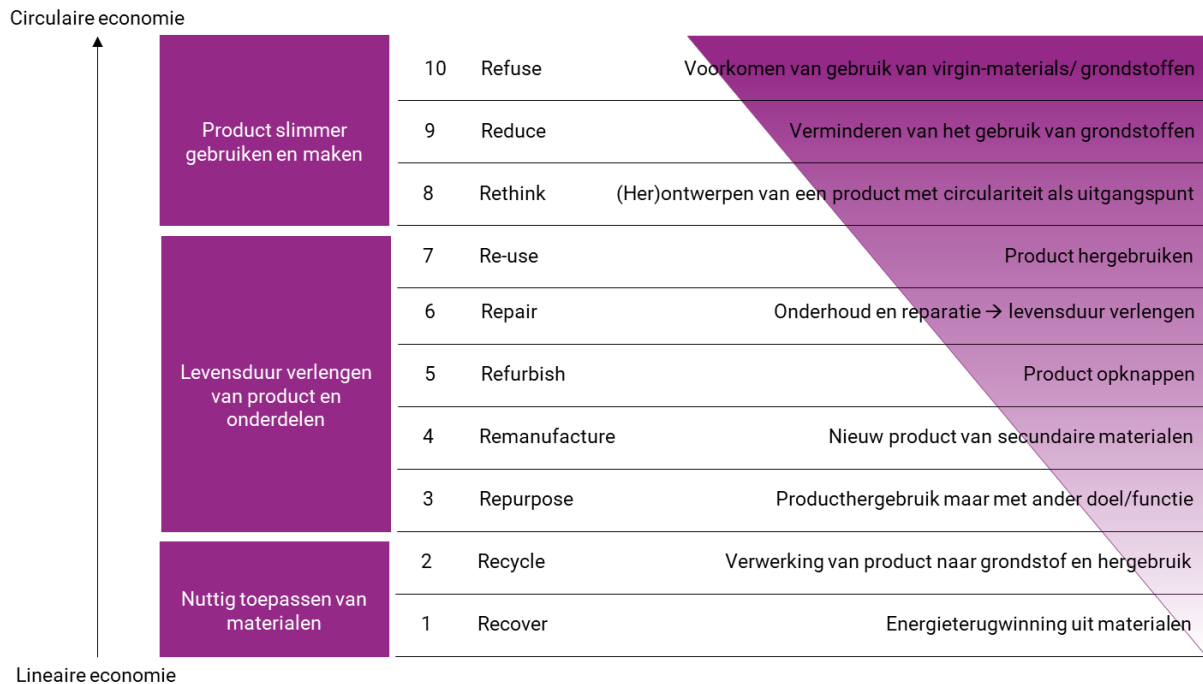 Circulaire economie
Product slimmer
gebruiken en maken
10 Refuse Voorkomen van gebruik van virgin-materials/ grondstoffen
9 Reduce Verminderen van het gebruik van grondstoffen
8 Rethink (Her)ontwerpen van een product met circulariteit als uitgangspunt
Levensduur verlengen
van product en
onderdelen
7 Re-use Product hergebruiken
6 Repair Onderhoud en reparatie → levensduur verlengen
5 Refurbish Product opknappen
4 Remanufacture Nieuw product van secundaire materialen
3 Repurpose Producthergebruik maar met ander doel/functie
Nuttig toepassen van
materialen
2 Recycle Verwerking van product naar grondstof en hergebruik
1 Recover Energieterugwinning uit materialen
Lineaire economie